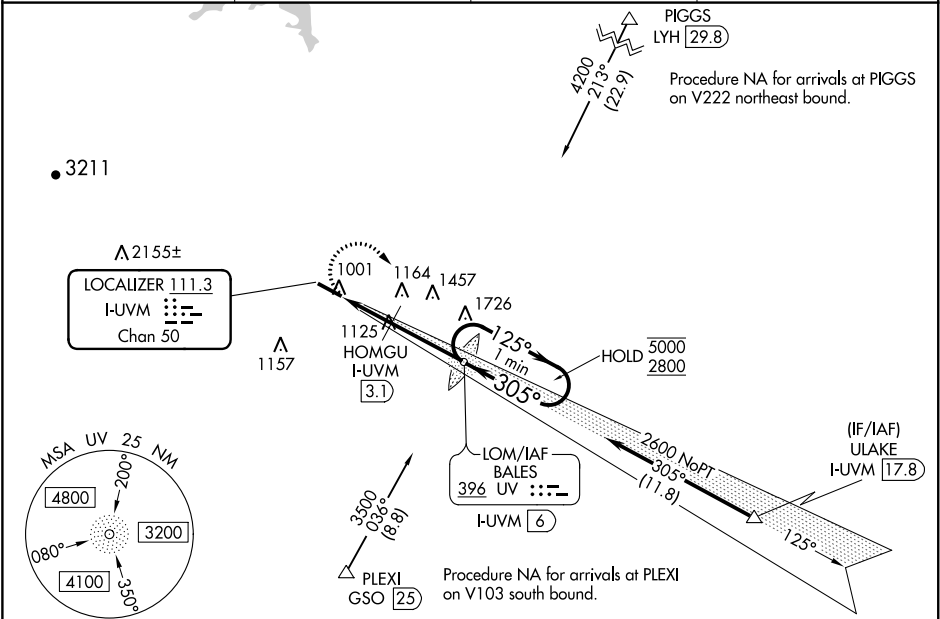 PIGGS
LYH 29.8
4200
213°
(22.9)
Procedure NA for arrivals at PIGGS
on V222 northeast bound.
3211
2155±
LOCALIZER 111.3
I-UVM
Chan 50
1001
1164
1457
1726
1125
1157
HOMGU
I-UVM
3.1
125°
1 min
305°
HOLD
5000
2800
2600 NoPT
305°
(11.8)
(IF/IAF)
ULAKE
I-UVM 17.8
125°
LOM/IAF
BALES
396 UV
I-UVM 6
MSA UV 25 NM
200°
4800
3200
080°
4100
350°
3500
036°
(8.8)
PLEXI
GSO 25
Procedure NA for arrivals at PLEXI
on V103 south bound.